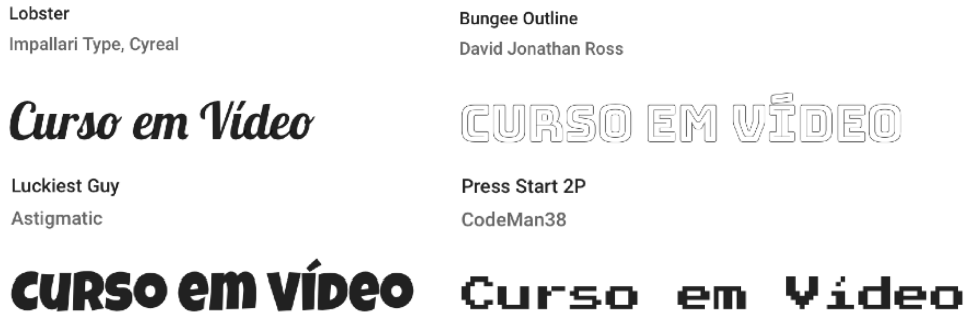 Lobster
Impallari Type, Cyreal
Curso em Vídeo
Bungee Outline
David Jonathan Ross
CURSO EM VÍDEO
Luckiest Guy
Astigmatic
CURSO EM VÍDEO
Press Start 2P
CodeMan38
Curso em Vídeo